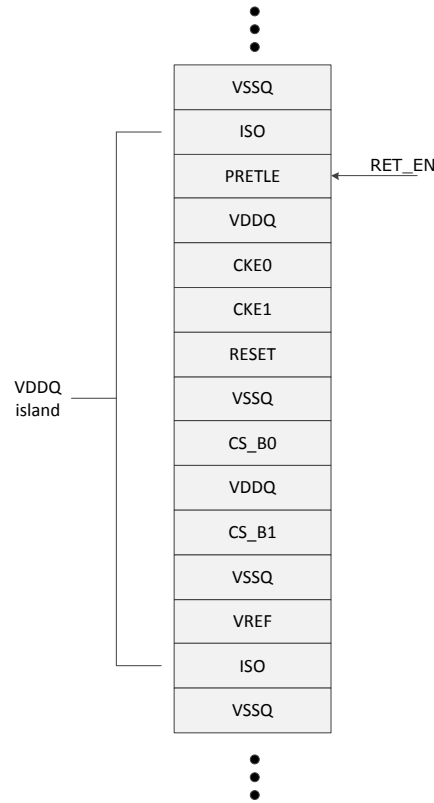 VSSQ
ISO
PRETLE
RET_EN
VDDQ
CKE0
CKE1
RESET
VDDQ
island
VSSQ
CS_B0
VDDQ
CS_B1
VSSQ
VREF
ISO
VSSQ